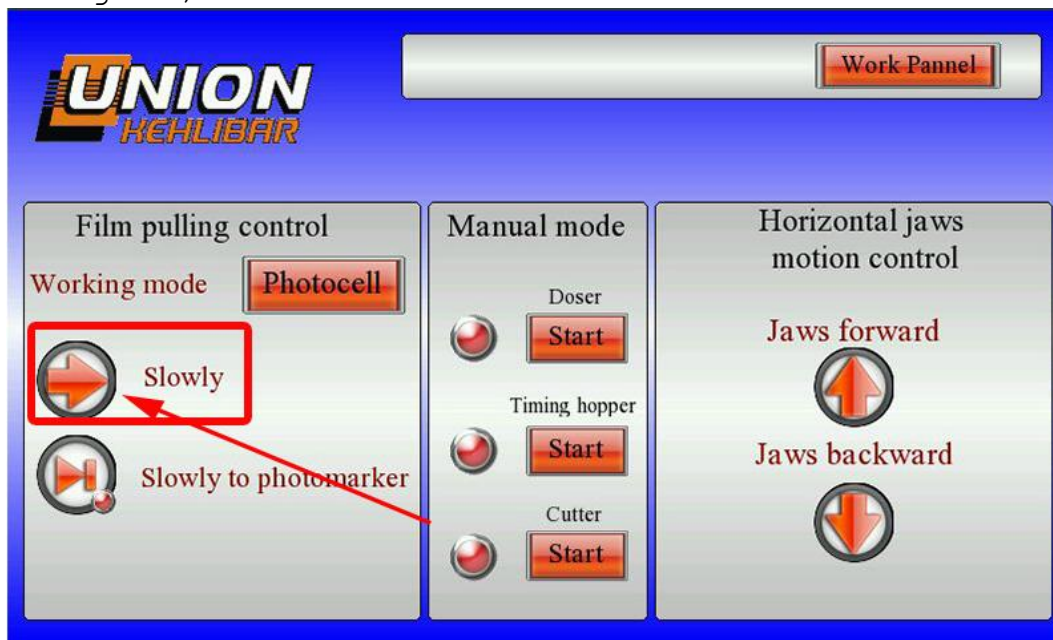 UNION
KEHLIBAR
Work Pannel
Film pulling control
Working mode
Photocell
Slowly
Slowly to photomarker
Manual mode
Doser
Start
Timing hopper
Start
Cutter
Start
Horizontal jaws
motion control
Jaws forward
Jaws backward